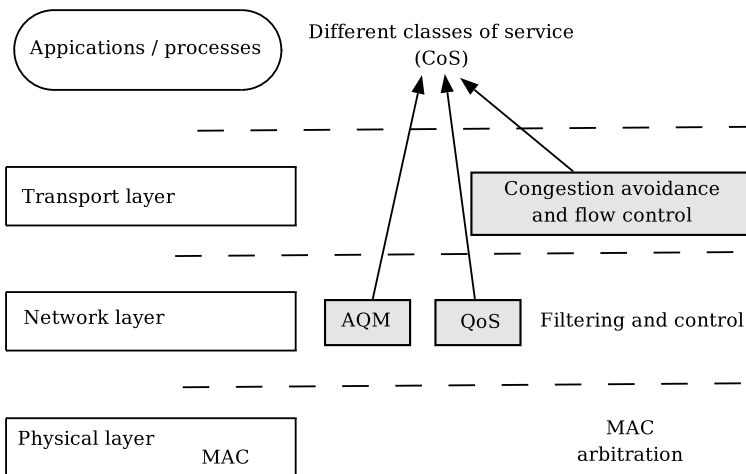 Appications / processes
Different classes of service
(CoS)
Transport layer
Congestion avoidance
and flow control
Network layer
AQM
QoS
Filtering and control
Physical layer
MAC
MAC
arbitration